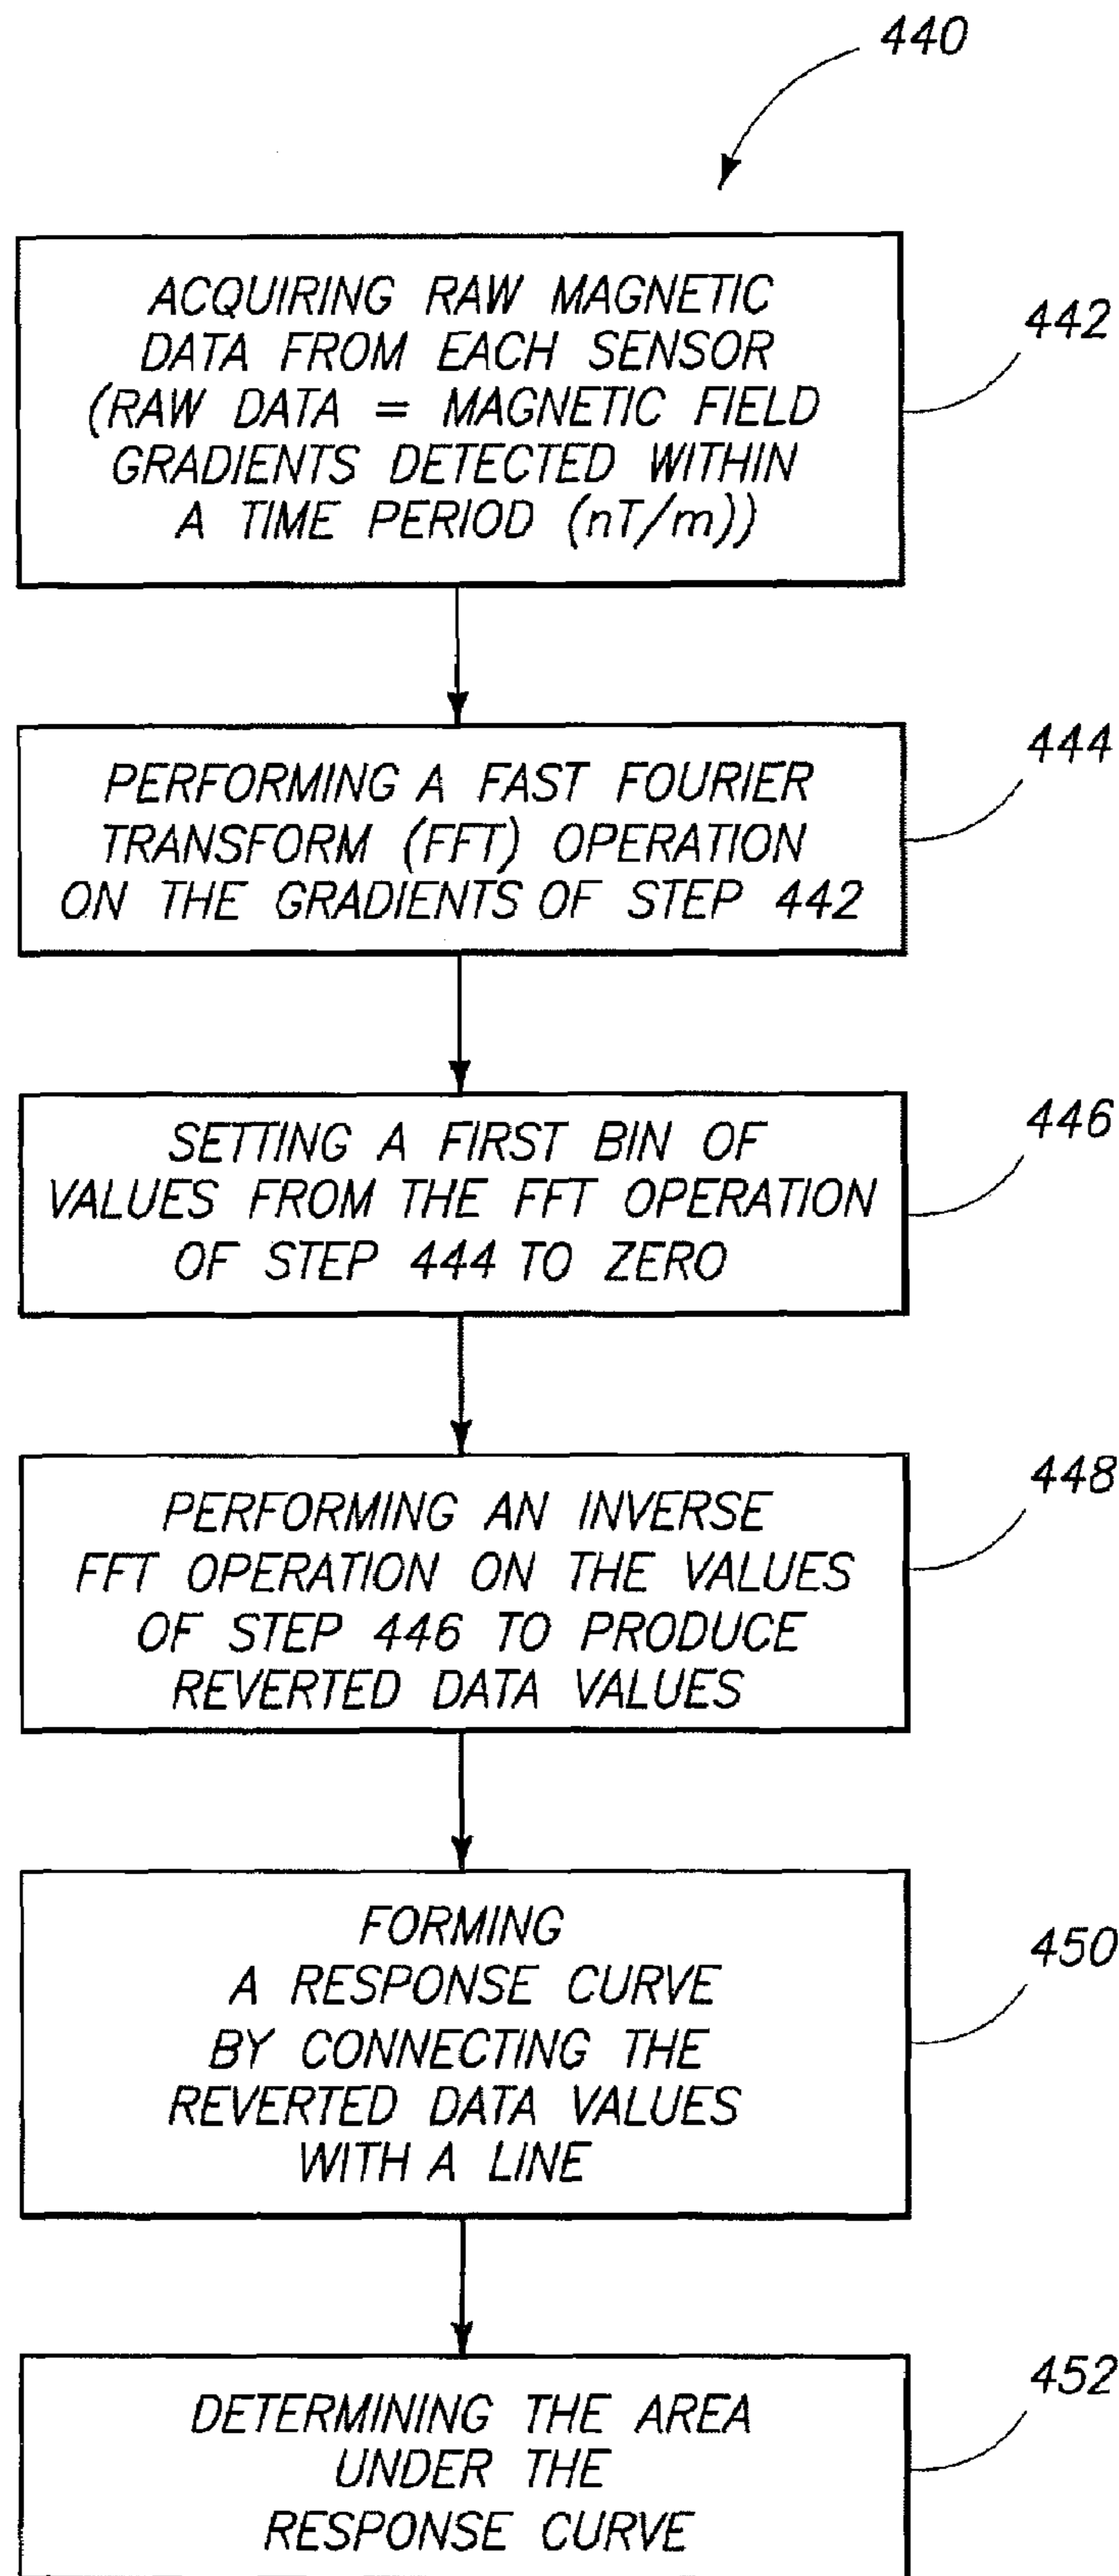 440
ACQUIRING RAW MAGNETIC
DATA FROM EACH SENSOR
(RAW DATA = MAGNETIC FIELD
GRADIENTS DETECTED WITHIN
A TIME PERIOD (nT/m))
442
PERFORMING A FAST FOURIER
TRANSFORM (FFT) OPERATION
ON THE GRADIENTS OF STEP 442
444
SETTING A FIRST BIN OF
VALUES FROM THE FFT OPERATION
OF STEP 444 TO ZERO
446
PERFORMING AN INVERSE
FFT OPERATION ON THE VALUES
OF STEP 446 TO PRODUCE
REVERTED DATA VALUES
448
FORMING
A RESPONSE CURVE
BY CONNECTING THE
REVERTED DATA VALUES
WITH A LINE
450
DETERMINING THE AREA
UNDER THE
RESPONSE CURVE
452